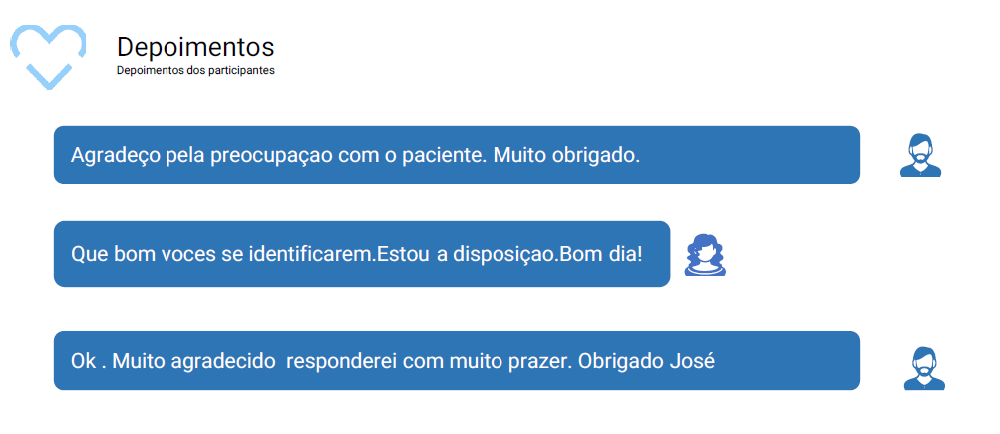 Depoimentos
Depoimentos dos participantes
Agradeço pela preocupaçao com o paciente. Muito obrigado.
Que bom voces se identificarem.Estou a disposiçao.Bom dia!
Ok . Muito agradecido  responderei com muito prazer. Obrigado José